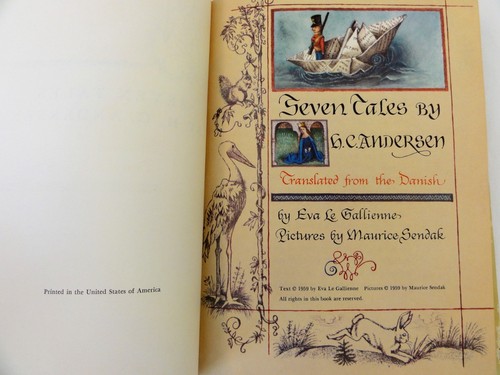 Printed in the United States of America
Seven Tales by
H.C. Andersen
Translated from the Danish
by Eva Le Gallienne
Pictures by Maurice Sendak
Text © 1959 by Eva Le Gallienne Pictures © 1959 by Maurice Sendak
All rights in this book are reserved.